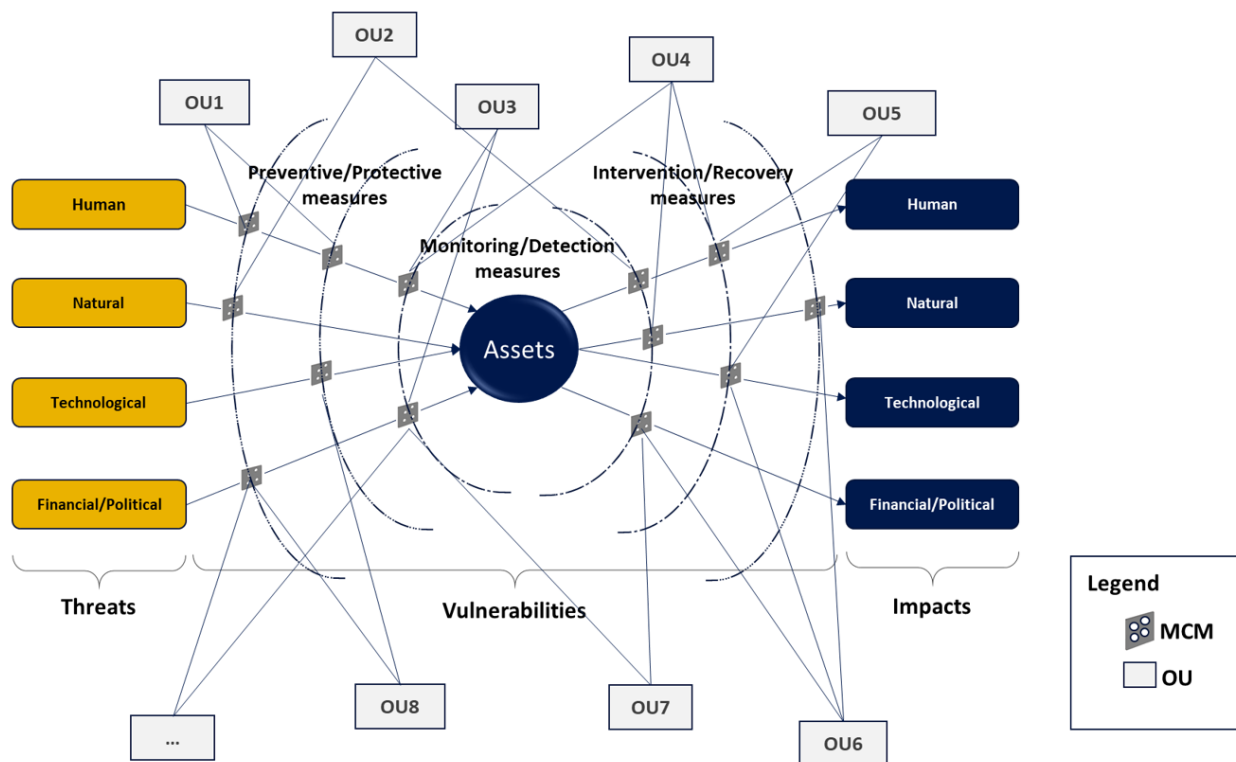 OU2
OU4
OU1
OU3
OU5
Preventive/Protective
measures
Intervention/Recovery
measures
Human
Human
Monitoring/Detection
measures
Natural
Natural
Assets
Technological
Technological
Financial/Political
Financial/Political
Threats
Vulnerabilities
Impacts
Legend
MCM
OU
OU8
OU7
...
OU6